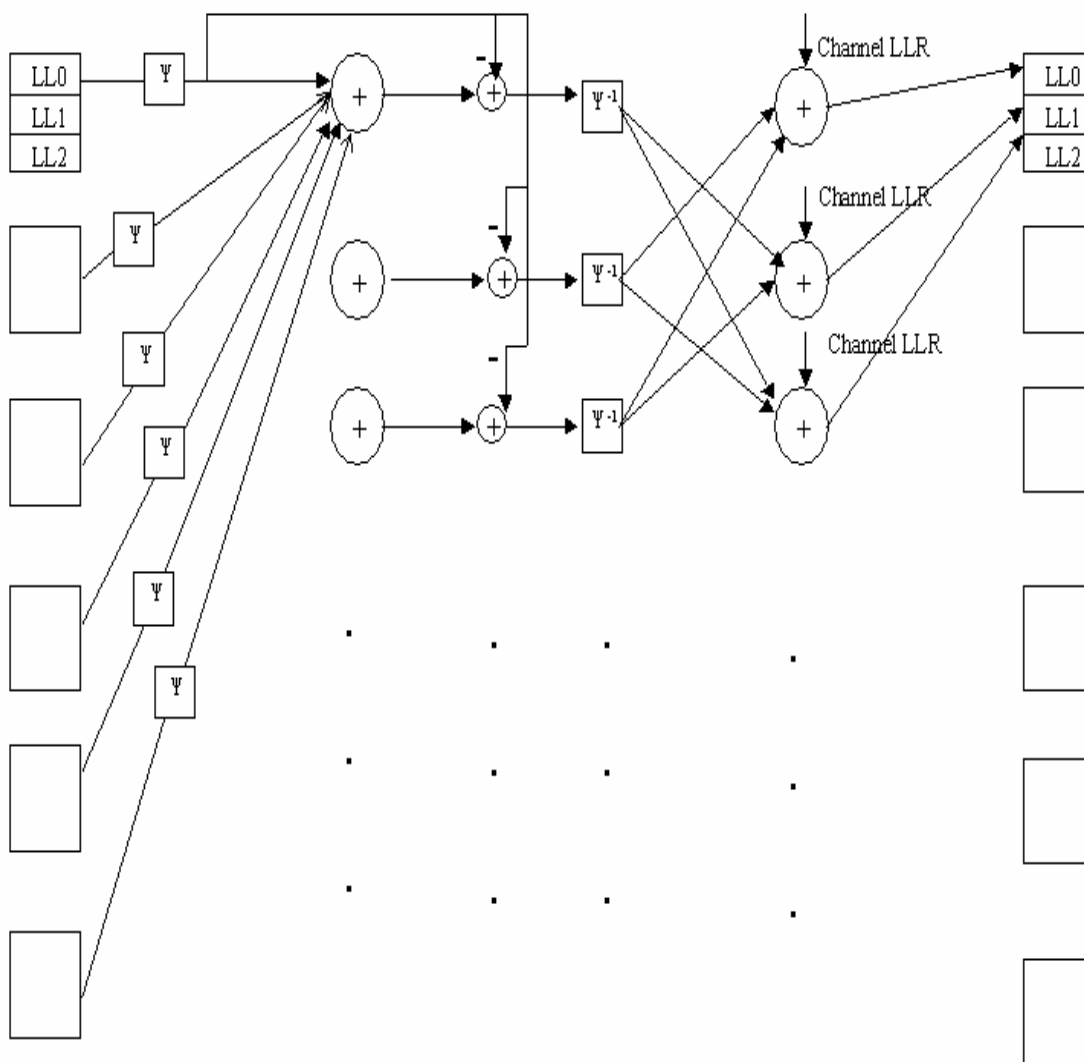 Channel LLR
LL0 Ψ - + + Ψ-1 + LL0
LL1 LL1
LL2 LL2
Channel LLR
Ψ - + + Ψ-1 +
Channel LLR
Ψ - + + Ψ-1 +
Ψ
Ψ
Ψ